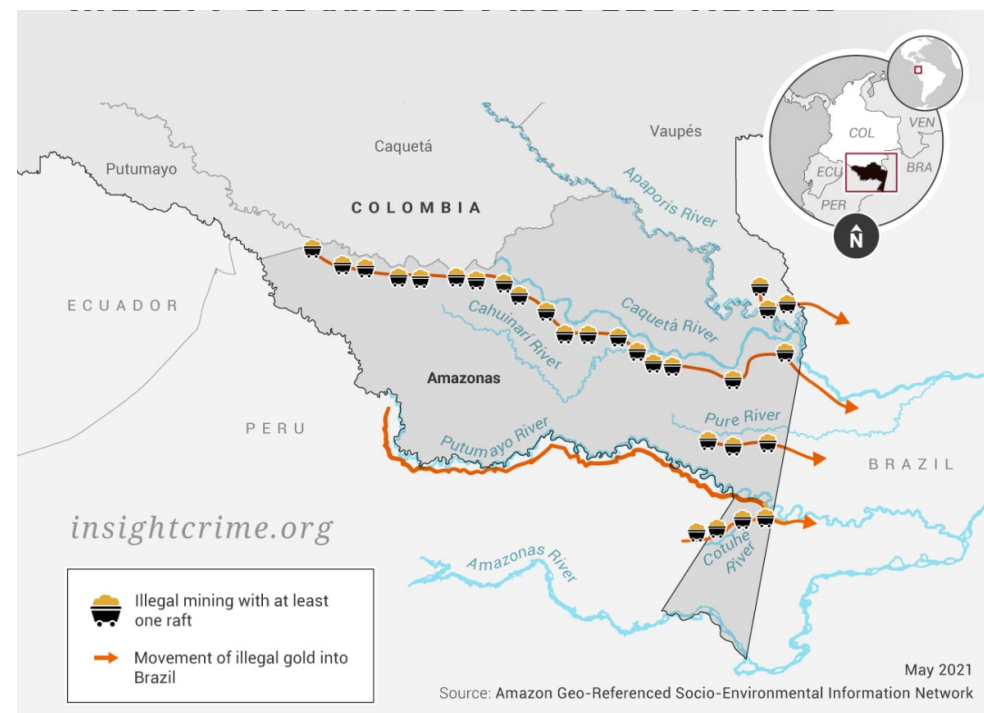 VEN
COL
ECU
BRA
PER
N
Vaupés
Caquetá
Putumayo
Apaporis River
COLOMBIA
ECUADOR
Caquetá River
Cahuinarí River
Amazonas
Pure River
PERU
Putumayo River
BRAZIL
insightcrime.org
Cotuhe
River
Amazonas River
Illegal mining with at least
one raft
Movement of illegal gold into
Brazil
May 2021
Source: Amazon Geo-Referenced Socio-Environmental Information Network